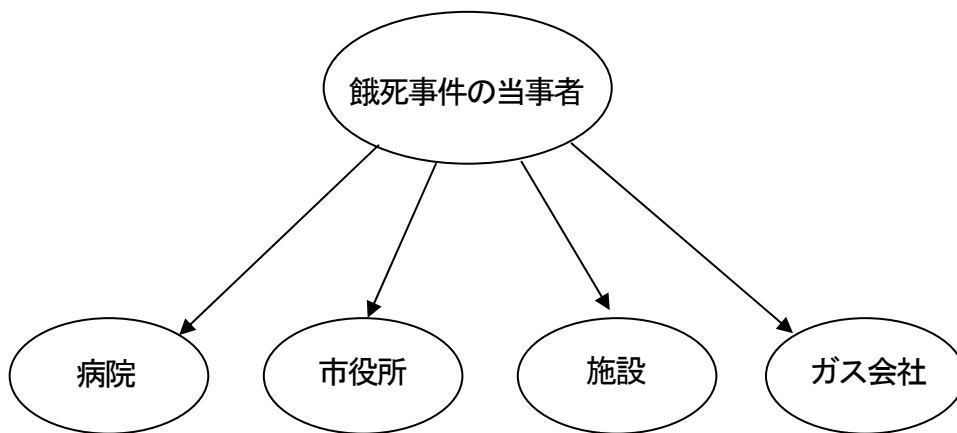 餓死事件の当事者
病院
市役所
施設
ガス会社